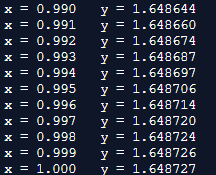 x = 0.990   y = 1.648644
x = 0.991   y = 1.648660
x = 0.992   y = 1.648674
x = 0.993   y = 1.648687
x = 0.994   y = 1.648697
x = 0.995   y = 1.648706
x = 0.996   y = 1.648714
x = 0.997   y = 1.648720
x = 0.998   y = 1.648724
x = 0.999   y = 1.648726
x = 1.000   y = 1.648727